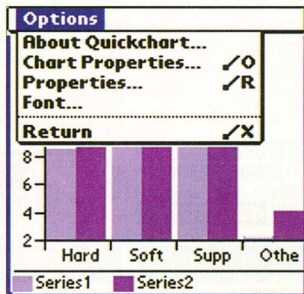 Options
About Quickchart...
Chart Properties... ✓O
Properties... ✓R
Font...
Return ✓X
8
6
4
2
Hard Soft Supp Othe
Series1 Series2